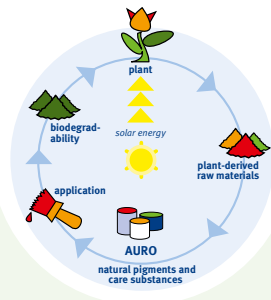 plant
solar energy
biodegrad-
ability
plant-derived
raw materials
application
AURO
natural pigments and
care substances